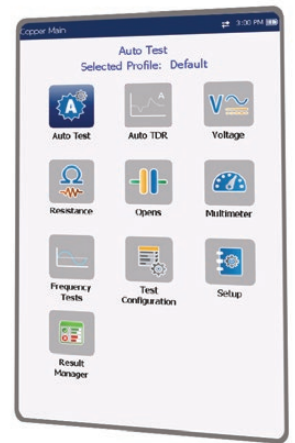 Copper Main 3:00 PM
Auto Test
Selected Profile: Default
A
A
V
Auto Test Auto TDR Voltage
Ω
Resistance Opens Multimeter
Frequency Tests
Test Configuration
Setup
Result Manager